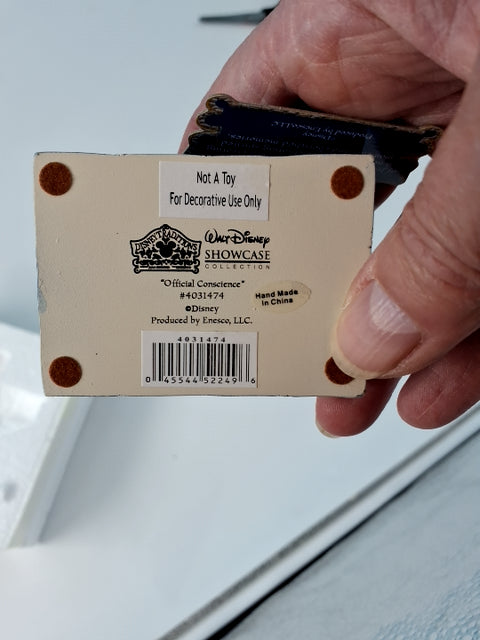 Not A Toy
For Decorative Use Only
DISNEY TRADITIONS
Walt Disney
SHOWCASE
COLLECTION
"Official Conscience"
#4031474
Hand Made
in China
©Disney
Produced by Enesco, LLC.
4031474
0 45544 52249 6